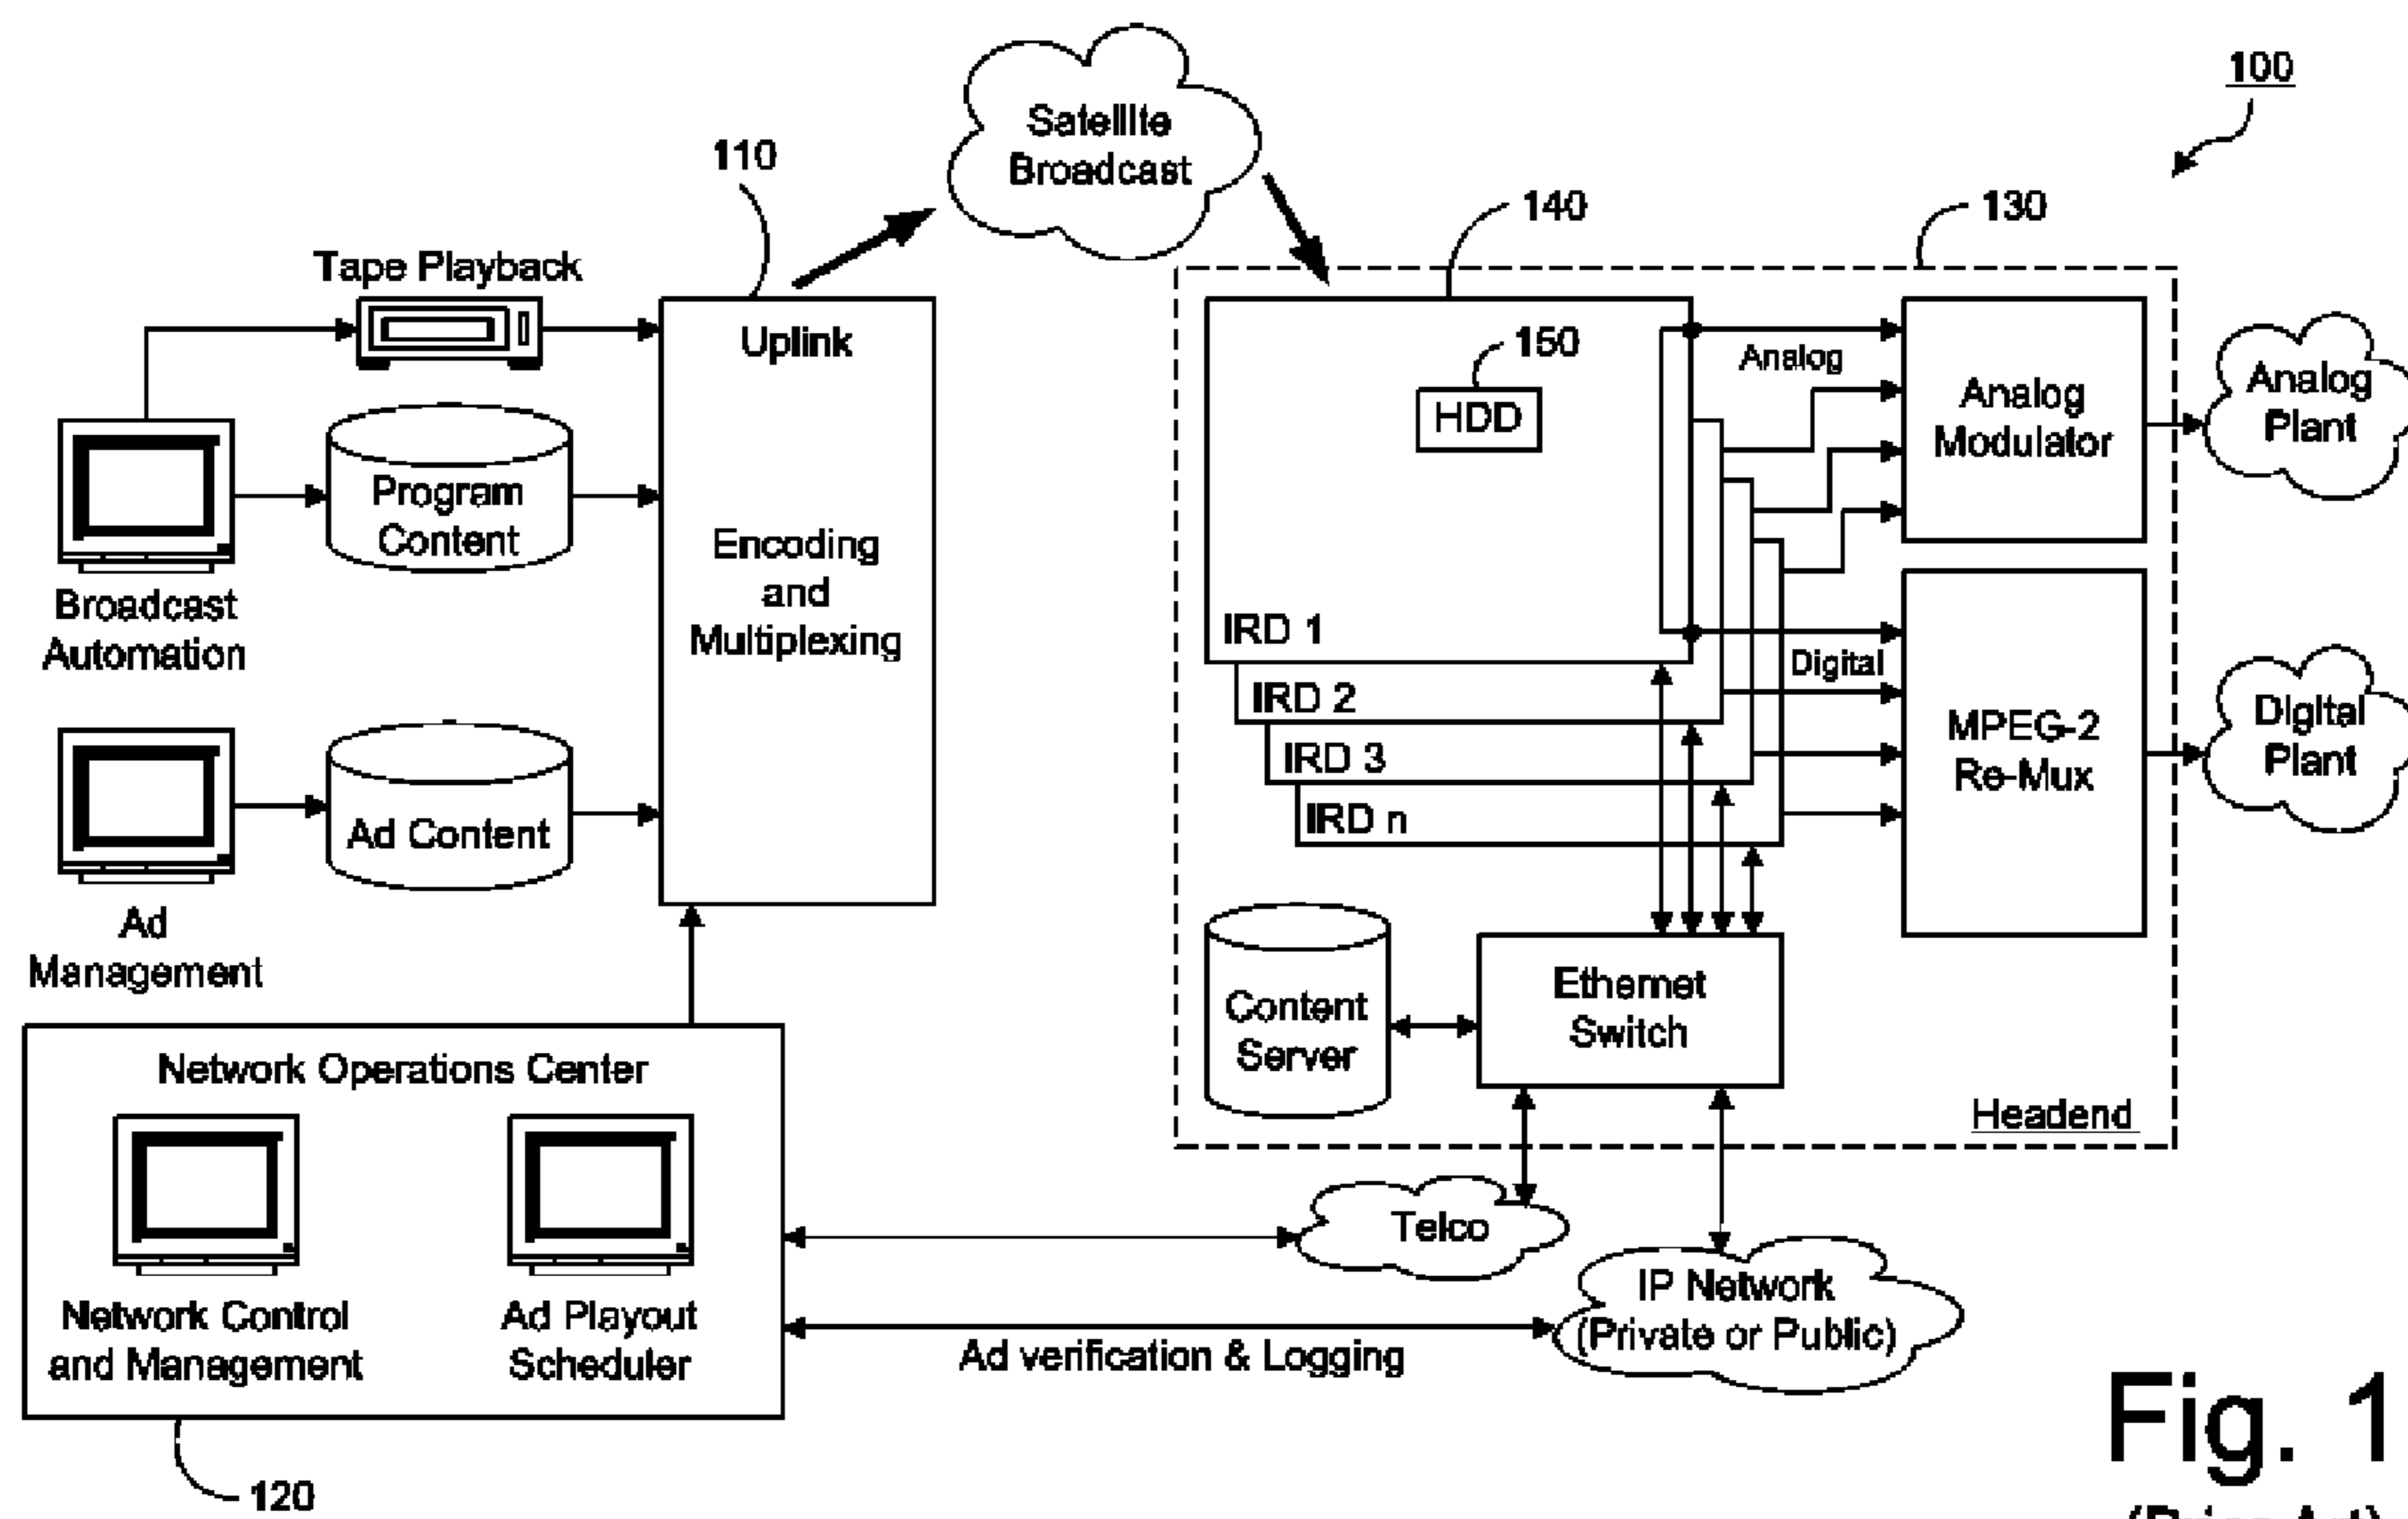 100
Satellite
Broadcast
110
140
130
Tape Playback
Uplink
150
HDD
Analog
Analog
Modulator
Analog
Plant
Program
Content
Encoding
and
Multiplexing
Broadcast
Automation
IRD 1
Digital
IRD 2
IRD 3
IRD n
MPEG-2
Re-Mux
Digital
Plant
Ad Content
Ad
Management
Content
Server
Ethernet
Switch
Headend
Network Operations Center
Network Control
and Management
Ad Playout
Scheduler
Telco
IP Network
(Private or Public)
Ad verification & Logging
120
Fig. 1
(Prior Art)